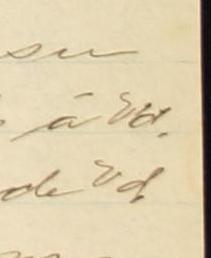 su
á Vd.
de Vd.